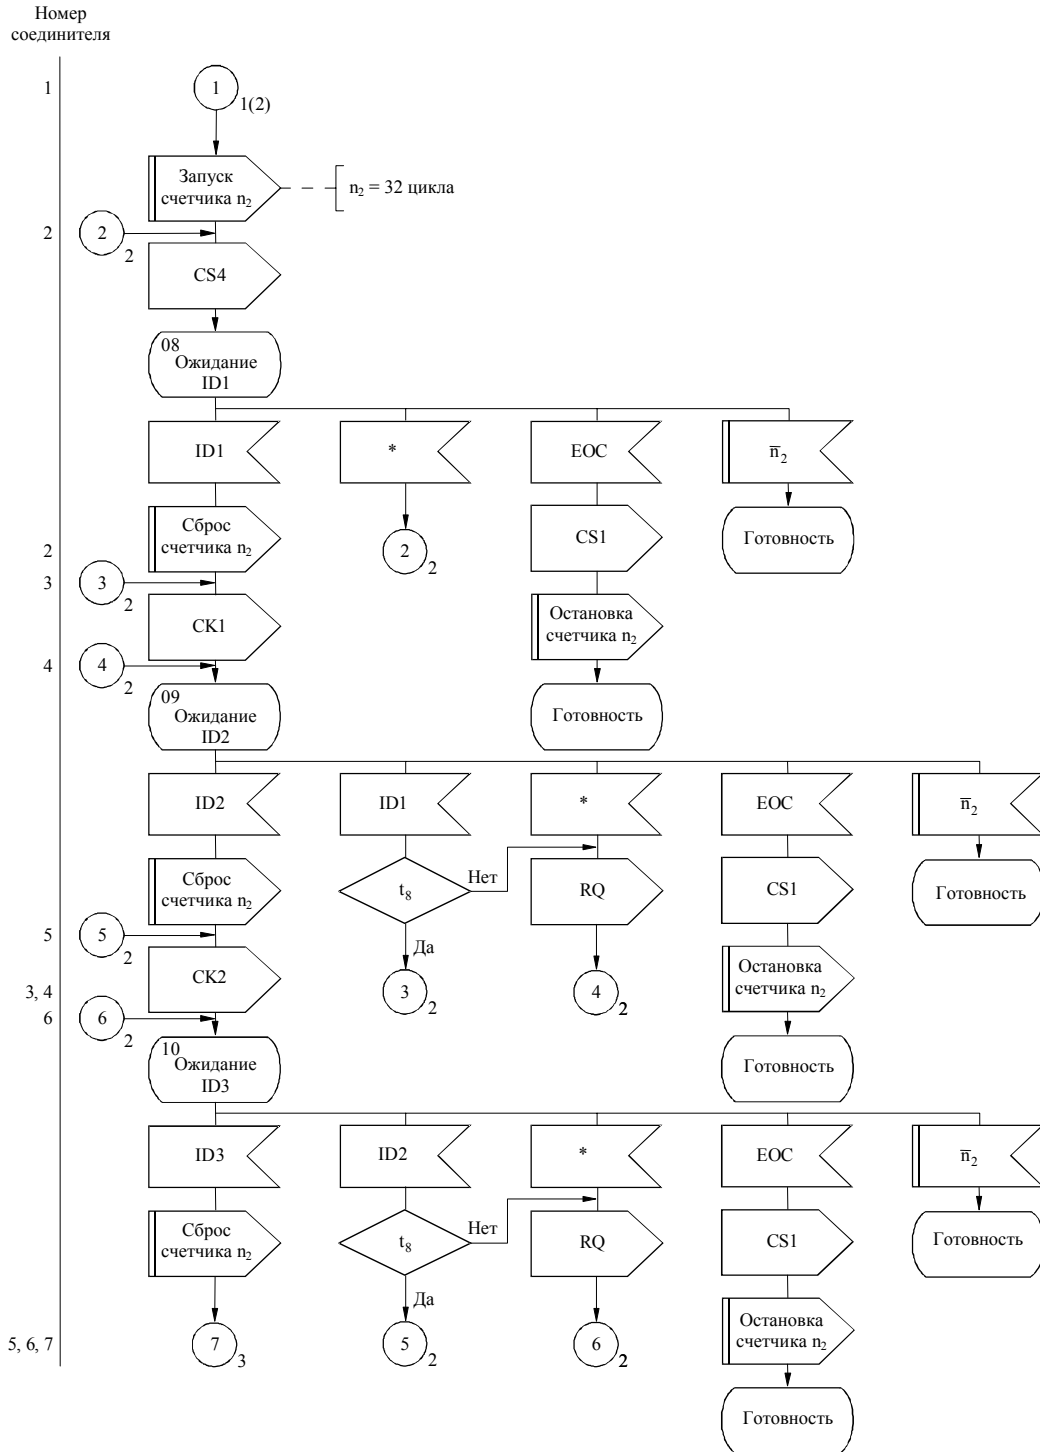 Номер
соединителя
1
1
1(2)
Запуск
счетчика n2
n2 = 32 цикла
2
2
2
CS4
08
Ожидание
ID1
ID1
*
EOC
n̅2
Сброс
счетчика n2
2
2
CS1
Готовность
2
3
3
2
CK1
Остановка
счетчика n2
4
4
2
09
Ожидание
ID2
Готовность
ID2
ID1
*
EOC
n̅2
Сброс
счетчика n2
t8
Нет
RQ
CS1
Готовность
Да
5
5
2
CK2
3
2
4
2
Остановка
счетчика n2
3, 4
6
6
2
10
Ожидание
ID3
Готовность
ID3
ID2
*
EOC
n̅2
Сброс
счетчика n2
t8
Нет
RQ
CS1
Готовность
Да
5, 6, 7
7
3
5
2
6
2
Остановка
счетчика n2
Готовность